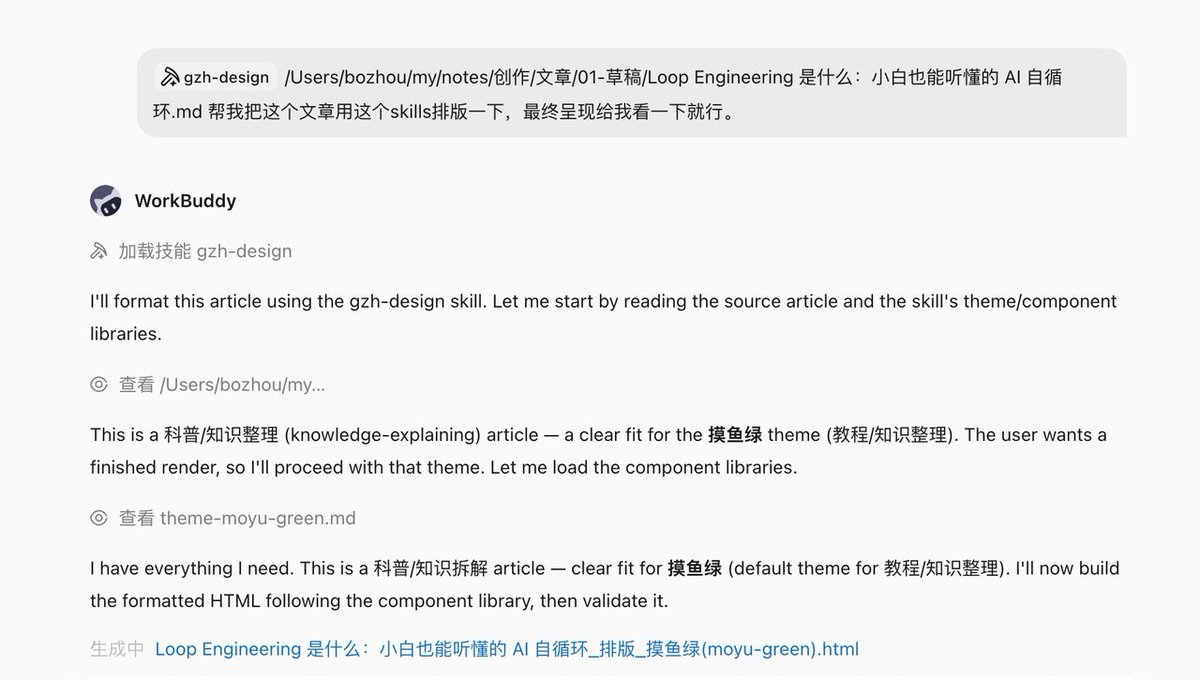 gzh-design /Users/bozhou/my/notes/创作/文章/01-草稿/Loop Engineering 是什么：小白也能听懂的 AI 自循
环.md 帮我把这个文章用这个skills排版一下，最终呈现给我看一下就行。
WorkBuddy
加载技能 gzh-design
I'll format this article using the gzh-design skill. Let me start by reading the source article and the skill's theme/component
libraries.
查看 /Users/bozhou/my...
This is a 科普/知识整理 (knowledge-explaining) article — a clear fit for the 摸鱼绿 theme (教程/知识整理). The user wants a
finished render, so I'll proceed with that theme. Let me load the component libraries.
查看 theme-moyu-green.md
I have everything I need. This is a 科普/知识拆解 article — clear fit for 摸鱼绿 (default theme for 教程/知识整理). I'll now build
the formatted HTML following the component library, then validate it.
生成中 Loop Engineering 是什么：小白也能听懂的 AI 自循环_排版_摸鱼绿(moyu-green).html